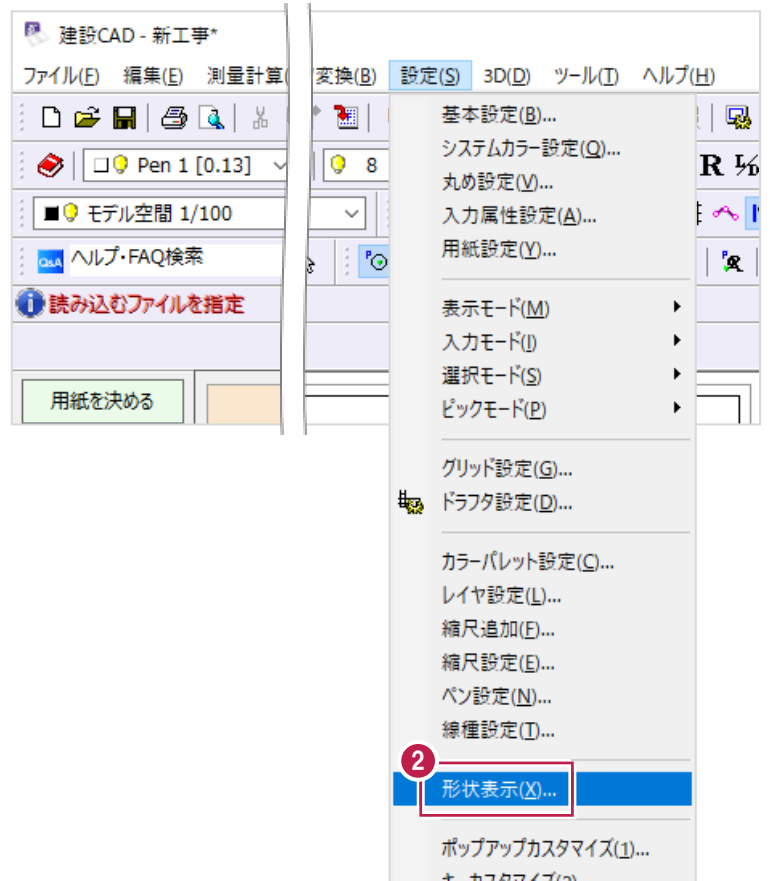 建設CAD - 新工事*
ファイル(F) 編集(E) 測量計算( 変換(B) 設定(S) 3D(D) ツール(T) ヘルプ(H)
Pen 1 [0.13] 8
R
モデル空間 1/100
Q&A ヘルプ・FAQ検索
読み込むファイルを指定
用紙を決める
基本設定(B)...
システムカラー設定(Q)...
丸め設定(V)...
入力属性設定(A)...
用紙設定(Y)...
表示モード(M)
入力モード(I)
選択モード(S)
ピックモード(P)
グリッド設定(G)...
ドラフタ設定(D)...
カラーパレット設定(C)...
レイヤ設定(L)...
縮尺追加(F)...
縮尺設定(E)...
ペン設定(N)...
線種設定(T)...
2
形状表示(X)...
ポップアップカスタマイズ(1)...